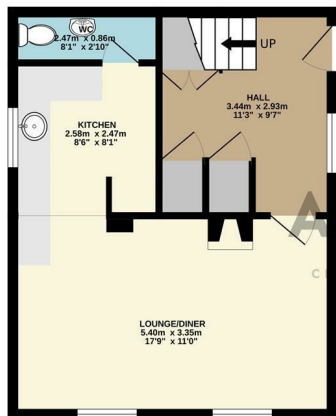 WC
2.47m x 0.86m
8'1" x 2'10"
UP
HALL
3.44m x 2.93m
11'3" x 9'7"
KITCHEN
2.58m x 2.47m
8'6" x 8'1"
LOUNGE/DINER
5.40m x 3.35m
17'9" x 11'0"